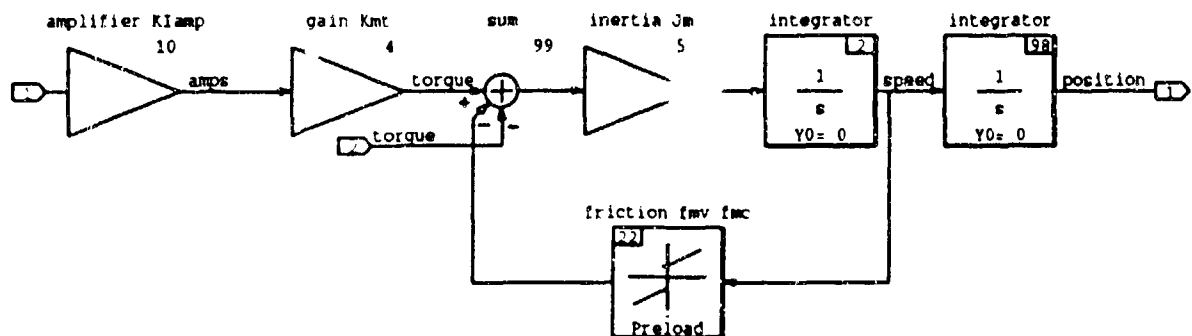 amplifier KIamp
gain Kmt
sum
inertia Jm
integrator
integrator
10
4
99
5
2
98
amps
torque
+
1
s
Y0= 0
speed
1
s
Y0= 0
position
1
-
-
torque
2
friction fmv fmc
22
Preload